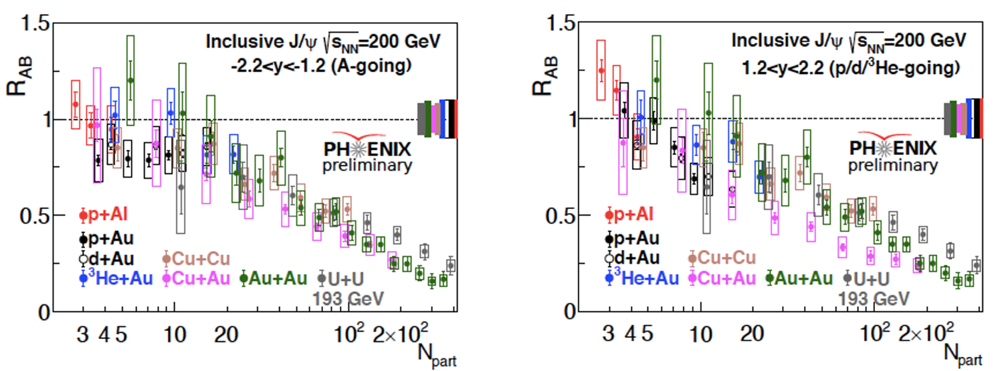 1.5
1
0.5
0
R_AB
Inclusive J/ψ √s_NN=200 GeV
-2.2<y<-1.2 (A-going)
PHENIX
preliminary
p+Al
p+Au
d+Au
Cu+Cu
³He+Au
Cu+Au
Au+Au
U+U
193 GeV
3 4 5 10 20 10² 2×10²
N_part
1.5
1
0.5
0
R_AB
Inclusive J/ψ √s_NN=200 GeV
1.2<y<2.2 (p/d/³He-going)
PHENIX
preliminary
p+Al
p+Au
d+Au
Cu+Cu
³He+Au
Cu+Au
Au+Au
U+U
193 GeV
3 4 5 10 20 10² 2×10²
N_part